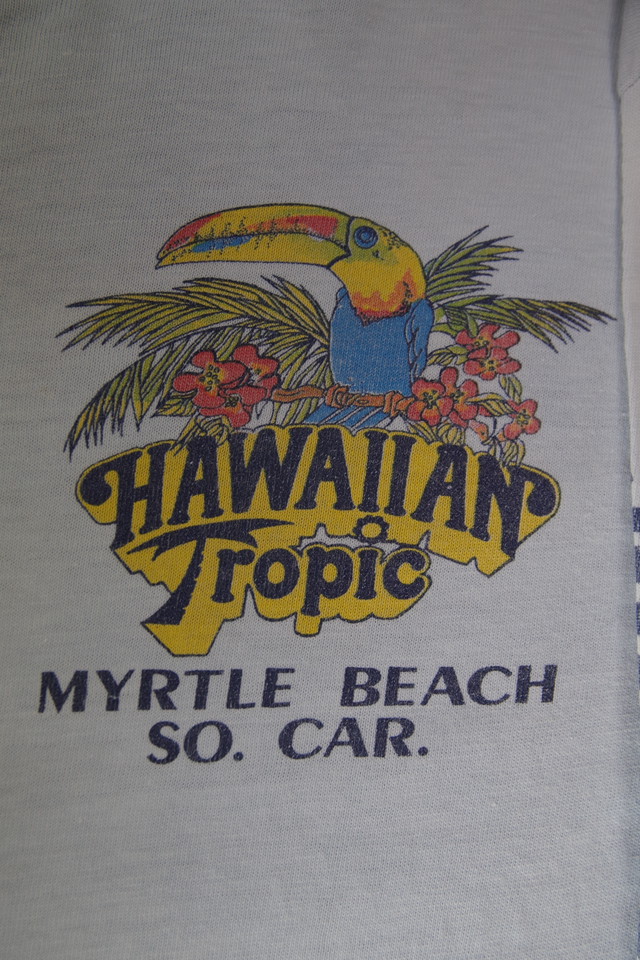 HAWAIIAN
Tropic
MYRTLE BEACH
SO. CAR.